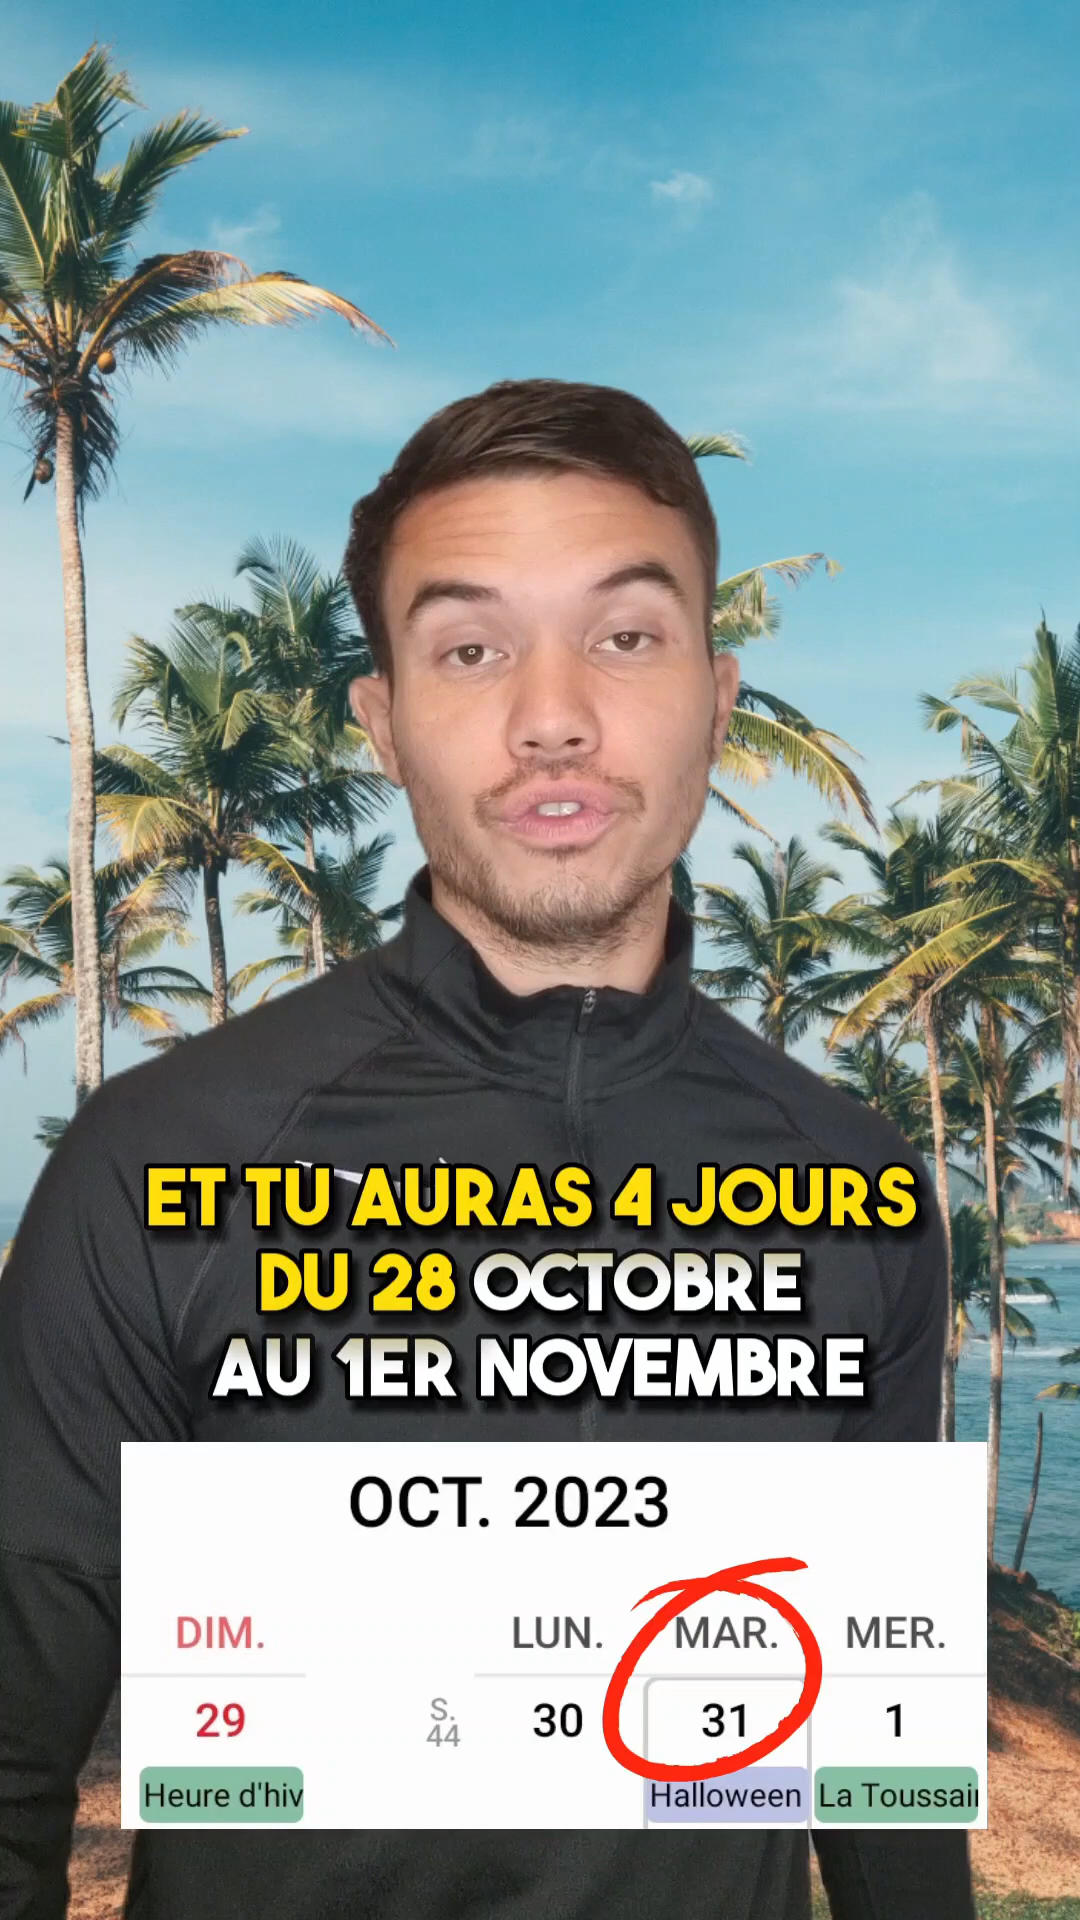 ET TU AURAS 4 JOURS
DU 28 OCTOBRE
AU 1ER NOVEMBRE
OCT. 2023
DIM. LUN. MAR. MER.
29 S. 44 30 31 1
Heure d'hiv Halloween La Toussai